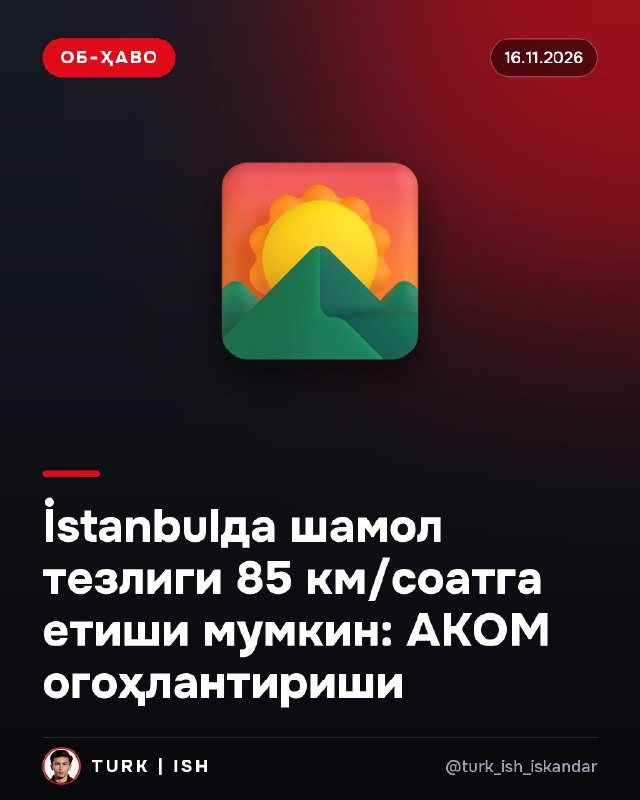 ОБ-ҲАВО
16.11.2026
İstanbulда шамол
тезлиги 85 км/соатга
етиши мумкин: АКОМ
огоҳлантириши
TURK | ISH
@turk_ish_iskandar